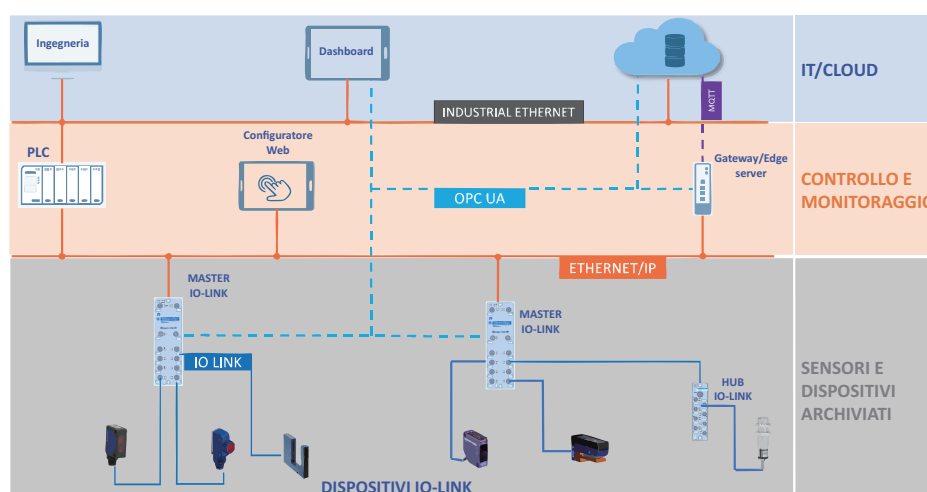 Ingegneria
Dashboard
IT/CLOUD
MQTT
INDUSTRIAL ETHERNET
Configuratore
Web
PLC
Gateway/Edge
server
CONTROLLO E
MONITORAGGIO
OPC UA
ETHERNET/IP
MASTER
IO-LINK
MASTER
IO-LINK
IO LINK
HUB
IO-LINK
SENSORI E
DISPOSITIVI
ARCHIVIATI
DISPOSITIVI IO-LINK